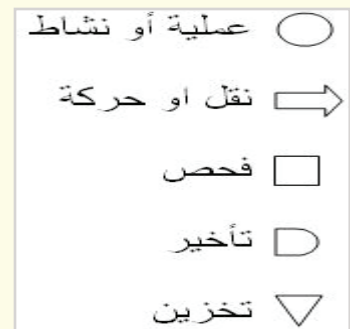 عملية أو نشاط
نقل او حركة
فحص
تأخير
تخزين